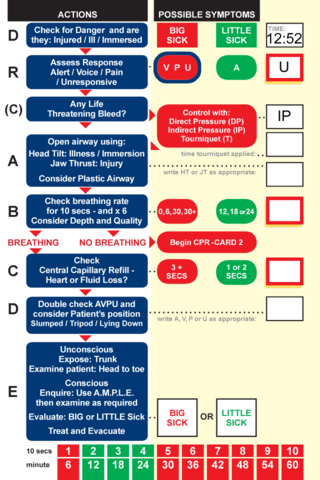 ACTIONS
POSSIBLE SYMPTOMS
D
Check for Danger and are
they: Injured / Ill / Immersed
BIG
SICK
LITTLE
SICK
TIME:
12:52
R
Assess Response
Alert / Voice / Pain
/ Unresponsive
V P U
A
U
(C)
Any Life
Threatening Bleed?
Control with:
Direct Pressure (DP)
Indirect Pressure (IP)
Tourniquet (T)
IP
time tourniquet applied:
A
Open airway using:
Head Tilt: Illness / Immersion
Jaw Thrust: Injury
Consider Plastic Airway
write HT or JT as appropriate:
B
Check breathing rate
for 10 secs - and x 6
Consider Depth and Quality
0,6,30,30+
12,18 or 24
BREATHING
NO BREATHING
Begin CPR -CARD 2
C
Check
Central Capillary Refill -
Heart or Fluid Loss?
3 +
SECS
1 or 2
SECS
D
Double check AVPU and
consider Patient's position
Slumped / Tripod / Lying Down
write A, V, P or U as appropriate:
E
Unconscious
Expose: Trunk
Examine patient: Head to toe
Conscious
Enquire: Use A.M.P.L.E.
then examine as required
Evaluate: BIG or LITTLE Sick
Treat and Evacuate
BIG
SICK
OR
LITTLE
SICK
10 secs 1 2 3 4 5 6 7 8 9 10
minute 6 12 18 24 30 36 42 48 54 60